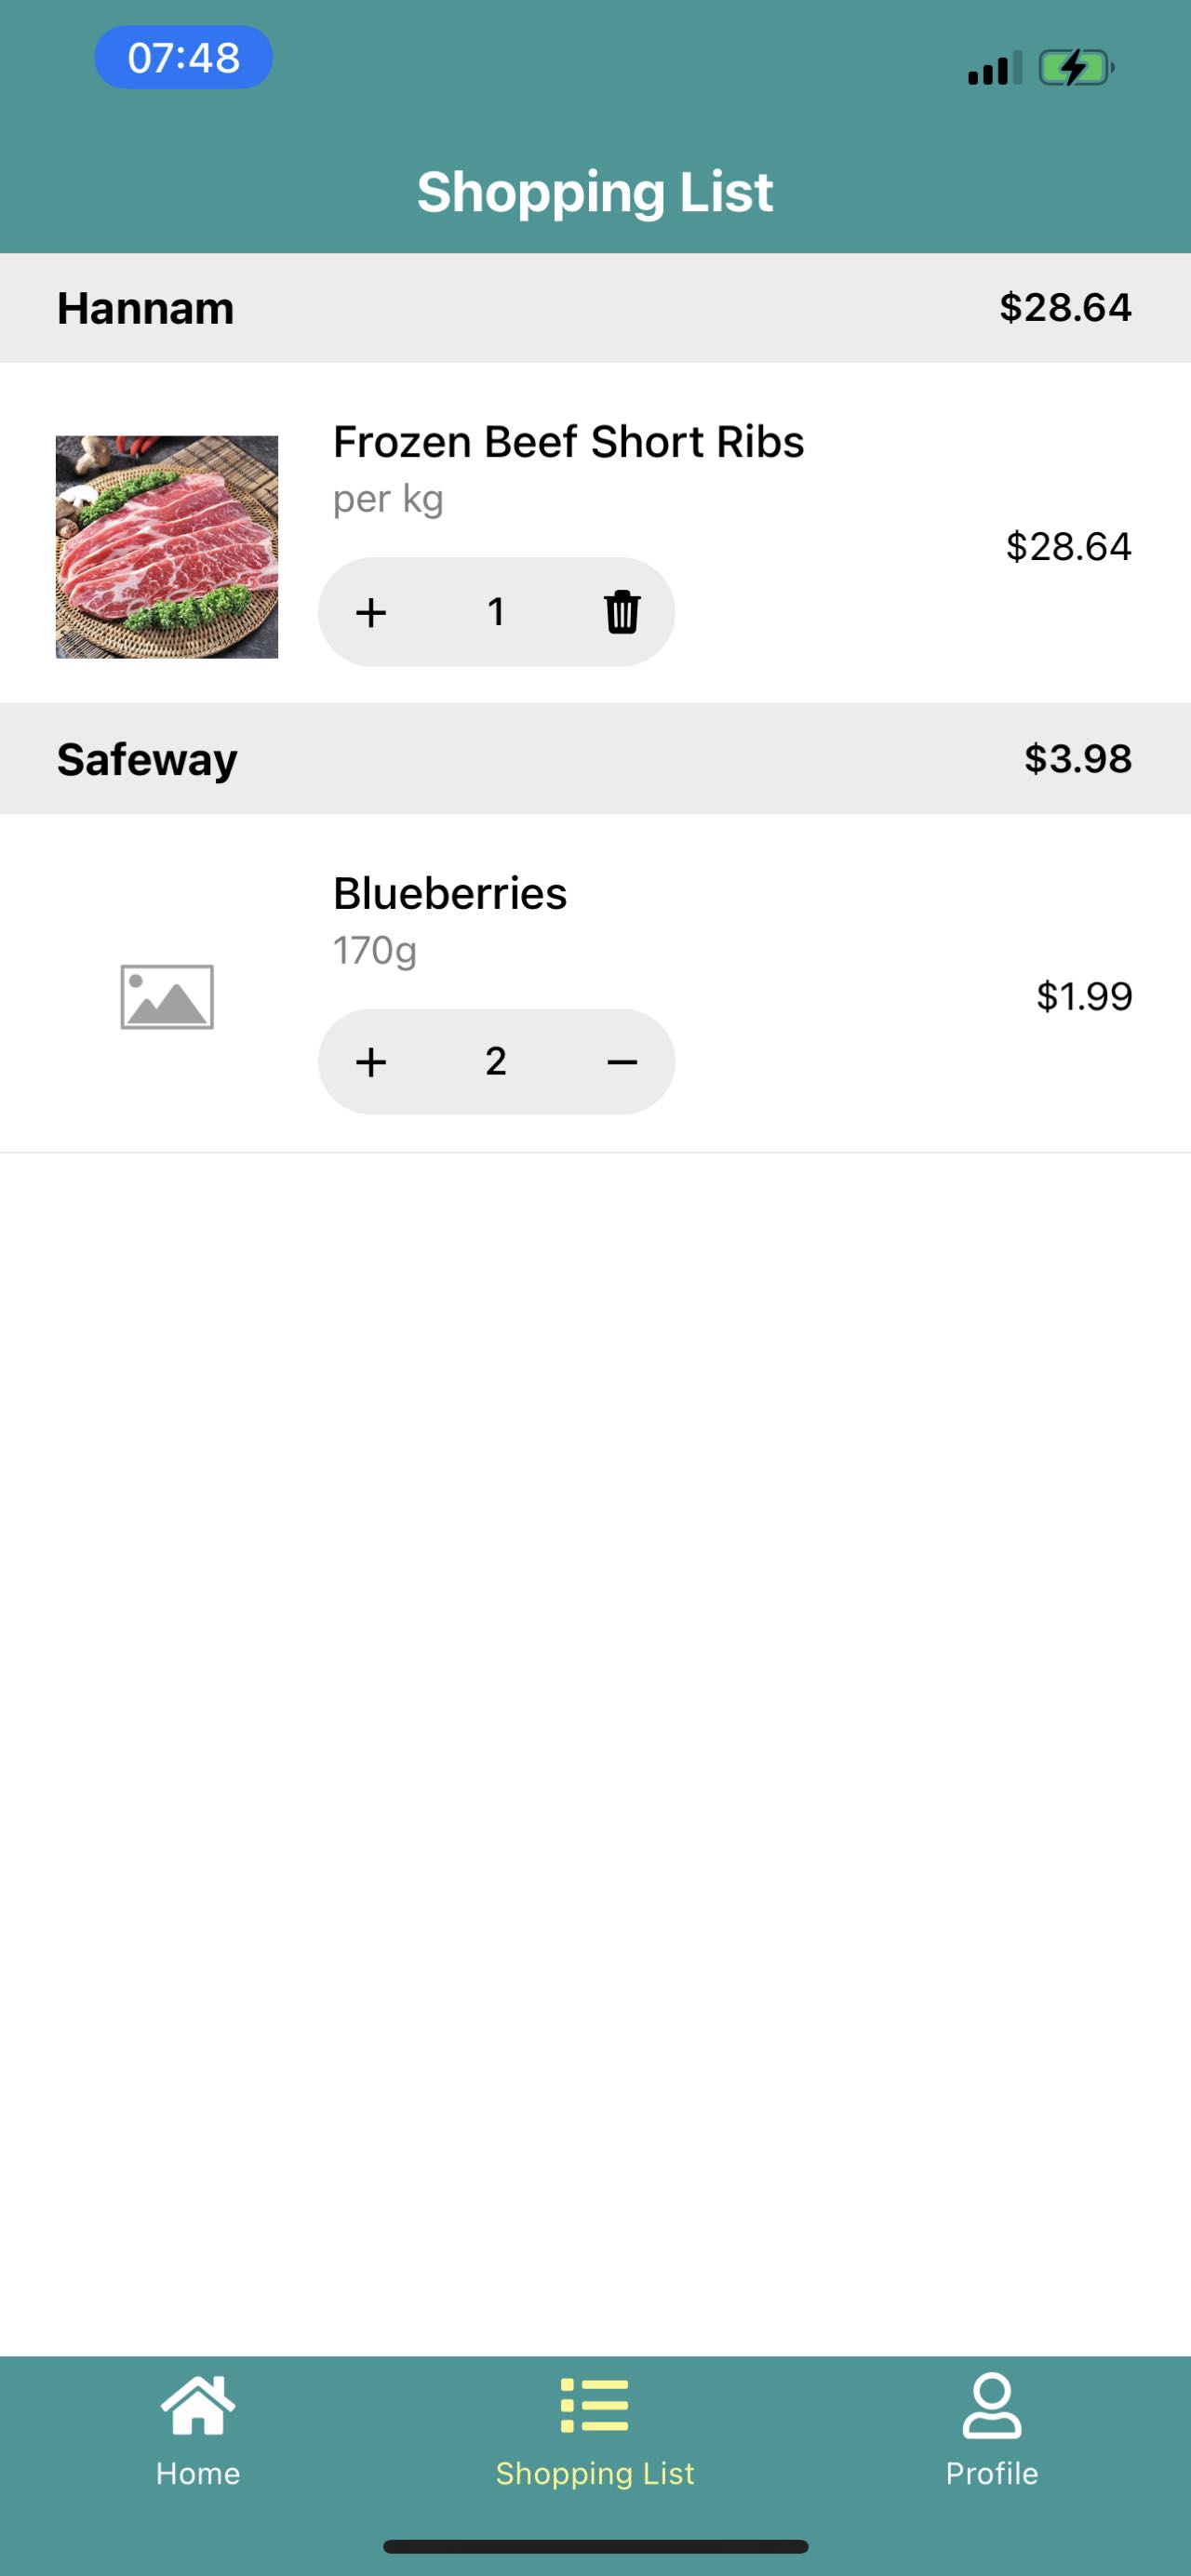 07:48
Shopping List
Hannam $28.64
Frozen Beef Short Ribs
per kg
$28.64
+ 1
Safeway $3.98
Blueberries
170g
$1.99
+ 2 −
Home Shopping List Profile